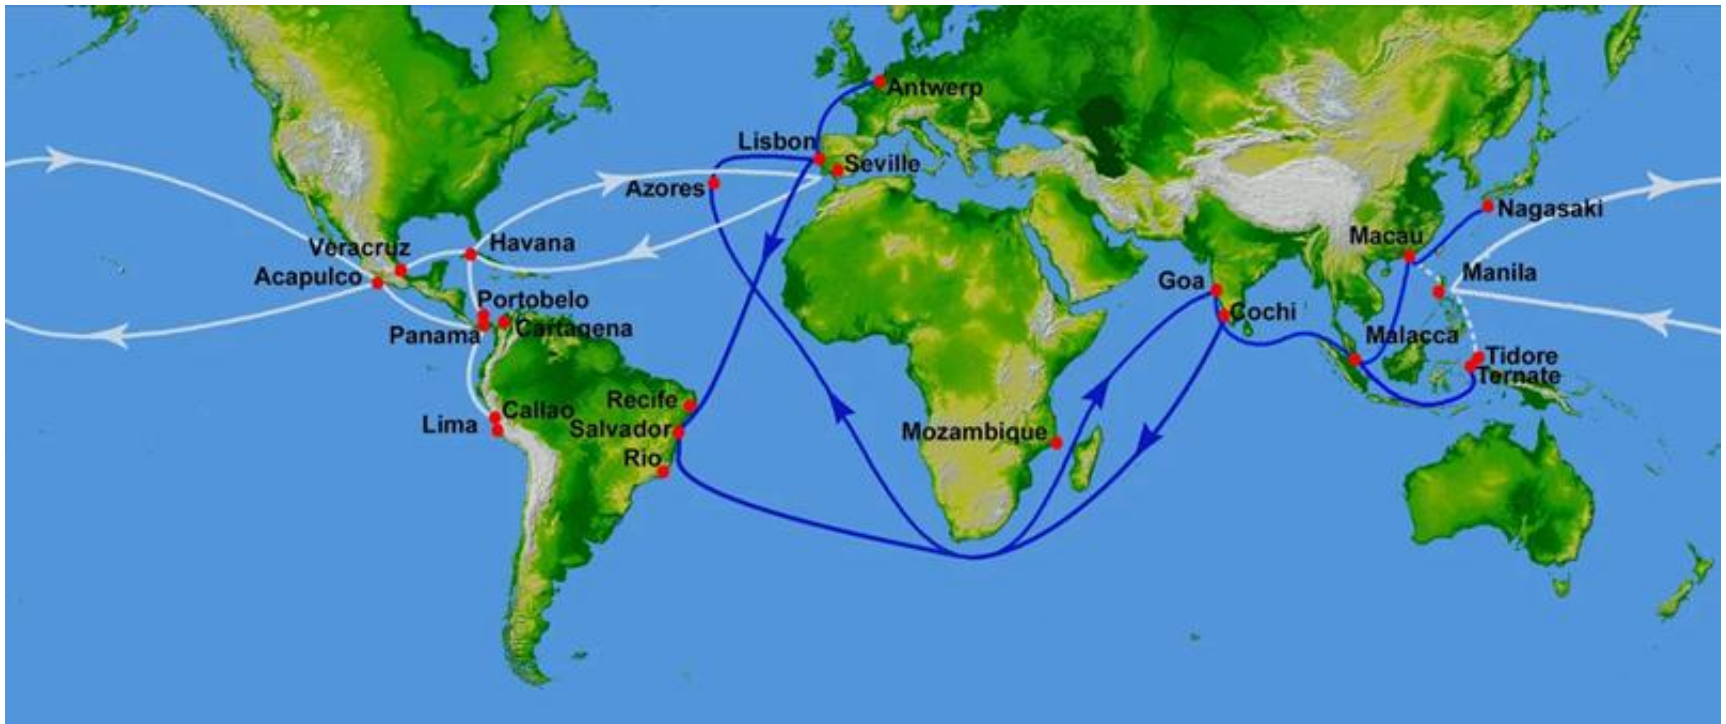 Antwerp
Lisbon
Seville
Azores
Nagasaki
Macau
Havana
Veracruz
Acapulco
Goa
Manila
Portobelo
Cochi
Panama
Cartagena
Malacca
Tidore
Ternate
Recife
Callao
Lima
Salvador
Mozambique
Rio